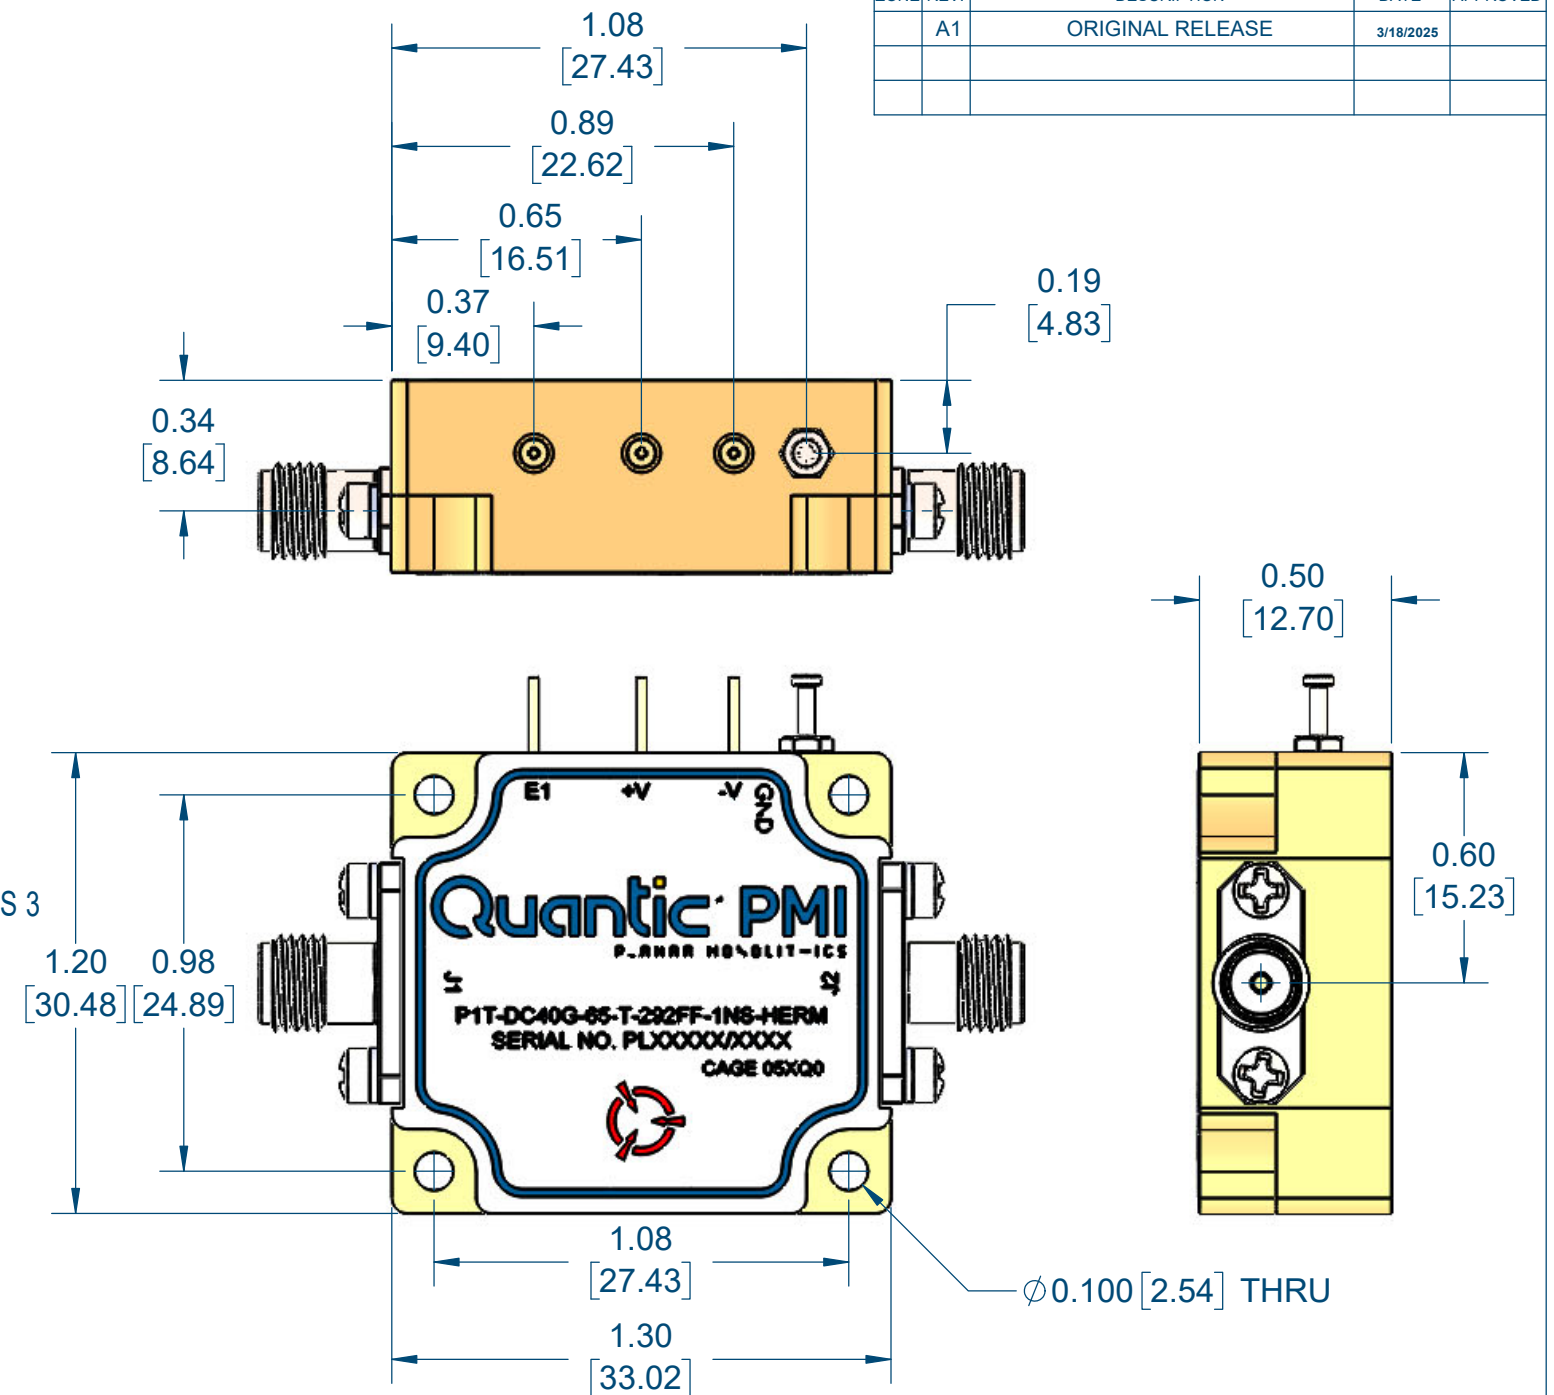 A1 ORIGINAL RELEASE 3/18/2025
1.08
[27.43]
0.89
[22.62]
0.65
[16.51]
0.37
[9.40]
0.19
[4.83]
0.34
[8.64]
0.50
[12.70]
0.60
[15.23]
S 3
1.20
[30.48]
0.98
[24.89]
E1 +V -V GND
Quantic PMI
J1 J2
P1T-DC40G-65-T-292FF-1NS-HERM
SERIAL NO. PLXXXXX/XXXX
CAGE 05XQ0
1.08
[27.43]
∅0.100 [2.54] THRU
1.30
[33.02]